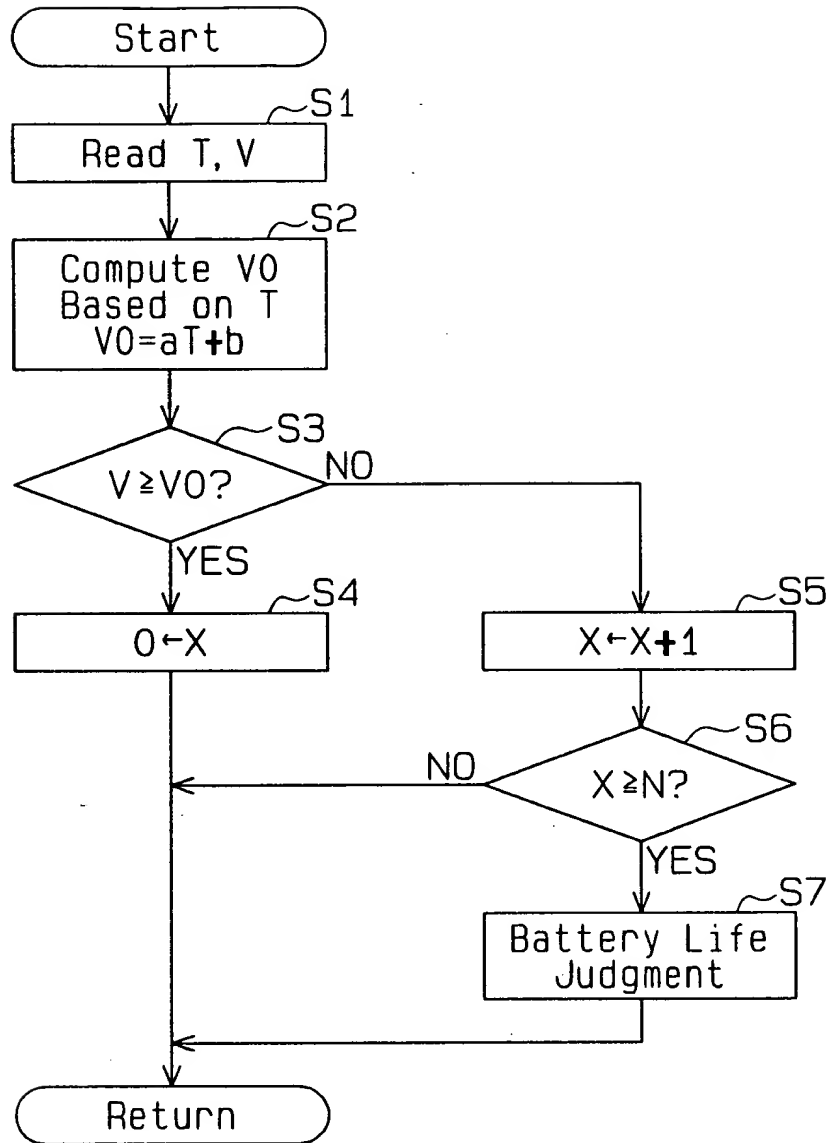 Start
S1
Read T, V
S2
Compute V0
Based on T
V0=aT+b
S3
V≧V0?
NO
YES
S4
0←X
S5
X←X+1
S6
X≧N?
NO
YES
S7
Battery Life
Judgment
Return